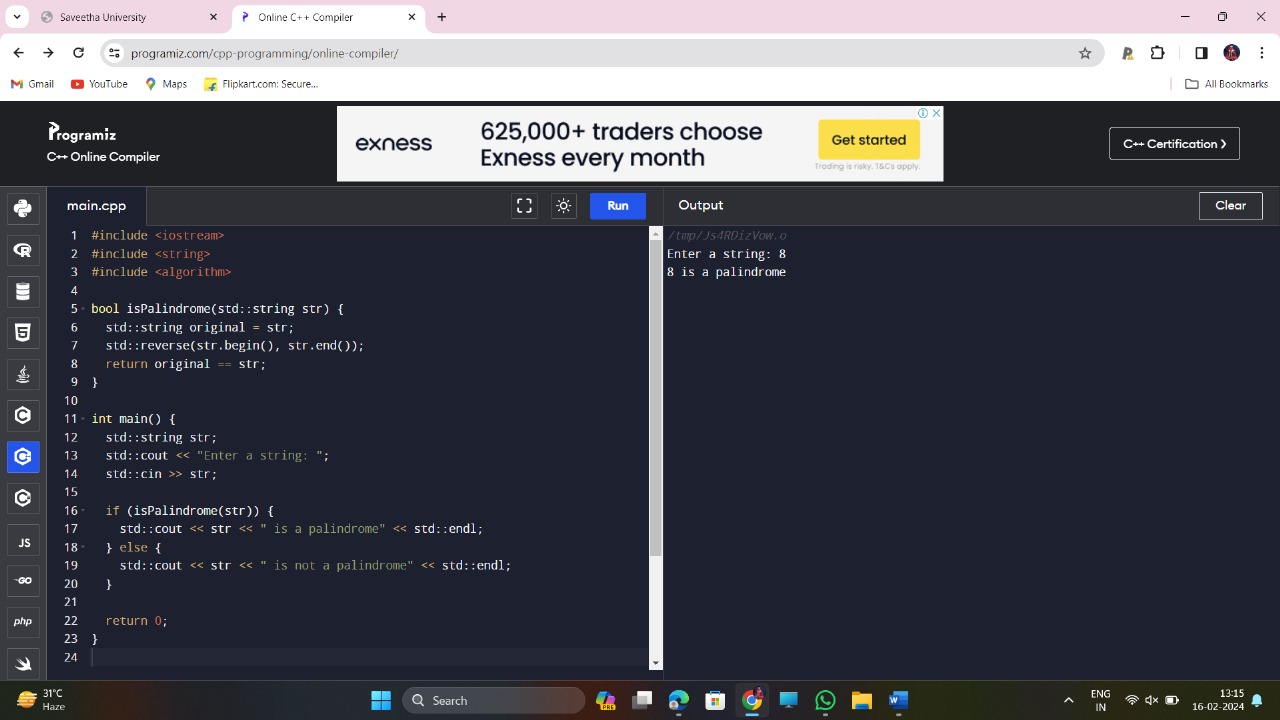 Saveetha University
Online C++ Compiler
programiz.com/cpp-programming/online-compiler/
Gmail
YouTube
Maps
Flipkart.com: Secure...
All Bookmarks
Programiz
C++ Online Compiler
exness
625,000+ traders choose
Exness every month
Get started
Trading is risky. T&Cs apply.
C++ Certification
main.cpp
Run
Output
Clear
1 #include <iostream>
2 #include <string>
3 #include <algorithm>
4
5 bool isPalindrome(std::string str) {
6 std::string original = str;
7 std::reverse(str.begin(), str.end());
8 return original == str;
9 }
10
11 int main() {
12 std::string str;
13 std::cout << "Enter a string: ";
14 std::cin >> str;
15
16 if (isPalindrome(str)) {
17 std::cout << str << " is a palindrome" << std::endl;
18 } else {
19 std::cout << str << " is not a palindrome" << std::endl;
20 }
21
22 return 0;
23 }
24
/tmp/Js4RDizVow.o
Enter a string: 8
8 is a palindrome
JS
GO
php
31°C
Haze
Search
PRE
ENG
IN
13:15
16-02-2024